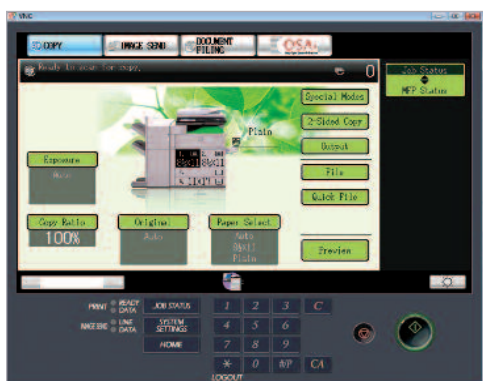 VNC
COPY
IMAGE SEND
DOCUMENT
FILING
OSA
Ready to scan for copy.
0
Job Status
MFP Status
Special Modes
2-Sided Copy
Plain
Output
Exposure
Auto
File
Quick File
Copy Ratio
100%
Original
Auto
Paper Select
Auto
8½x11
Plain
Preview
PRINT
READY
DATA
IMAGE SEND
LINE
DATA
JOB STATUS
SYSTEM
SETTINGS
HOME
1 2 3 C
4 5 6
7 8 9
* 0 #/P CA
LOGOUT